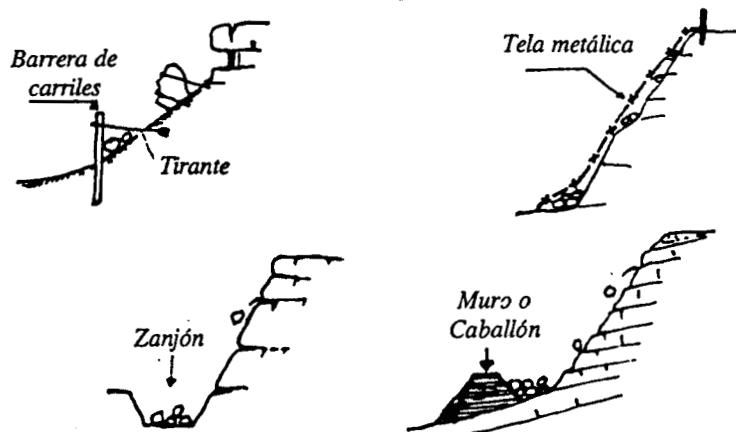 Barrera de
carriles
Tirante
Tela metálica
Zanjón
Muro o
Caballón